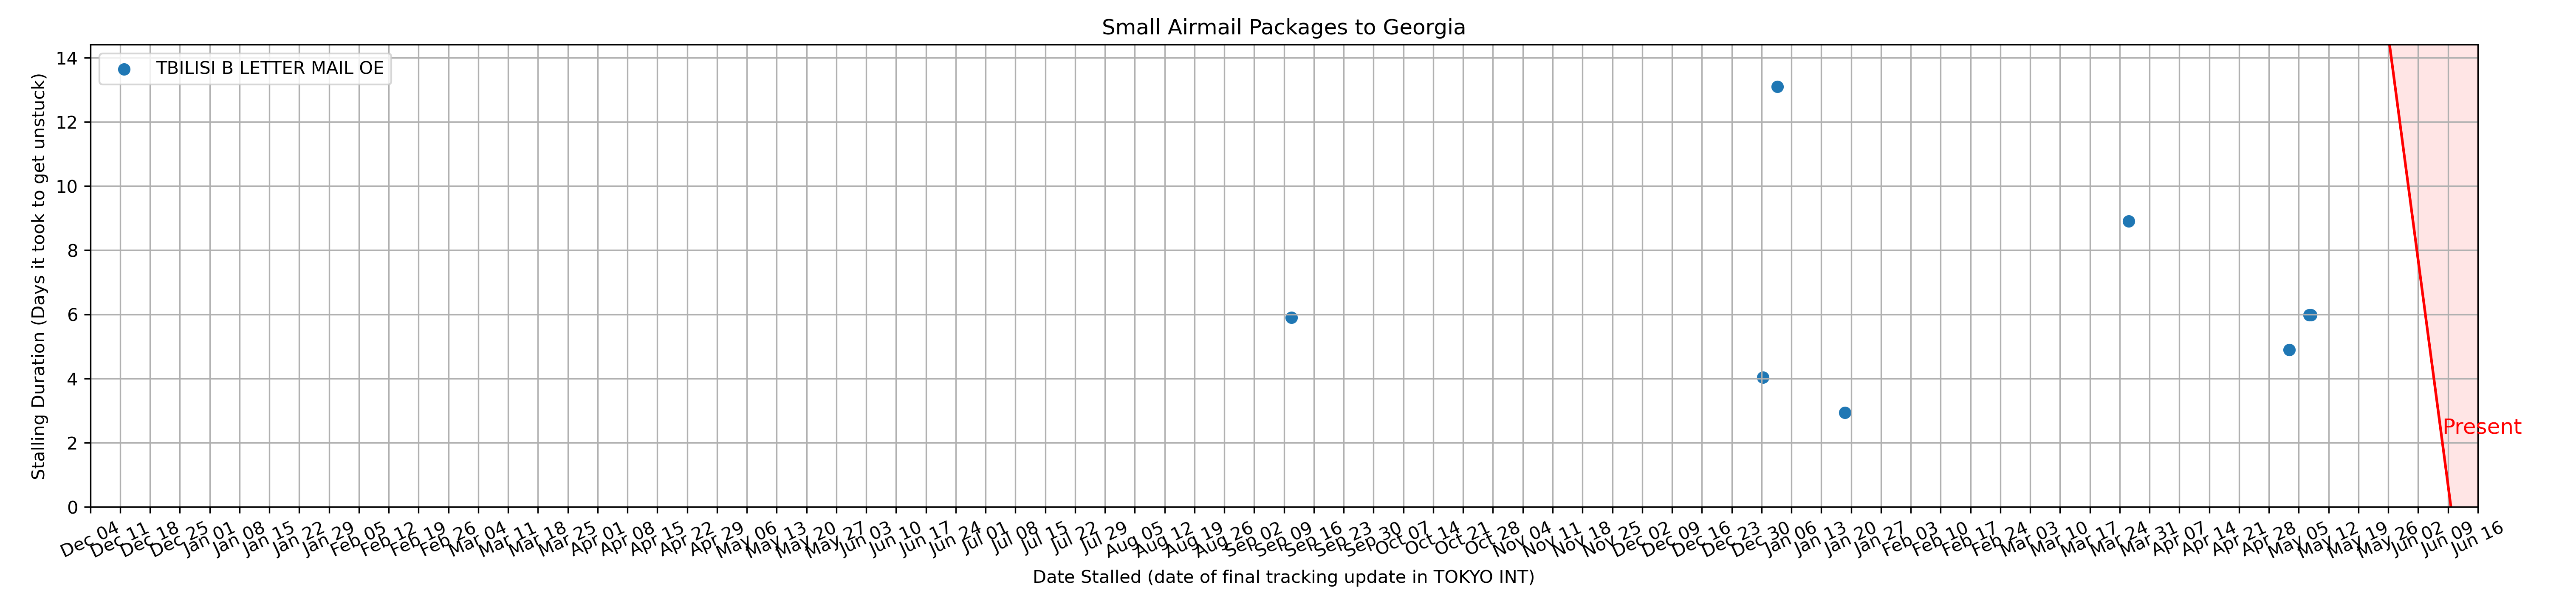 Small Airmail Packages to Georgia
TBILISI B LETTER MAIL OE
Stalling Duration (Days it took to get unstuck)
14
12
10
8
6
4
2
0
Present
Dec 04 Dec 11 Dec 18 Dec 25 Jan 01 Jan 08 Jan 15 Jan 22 Jan 29 Feb 05 Feb 12 Feb 19 Feb 26 Mar 04 Mar 11 Mar 18 Mar 25 Apr 01 Apr 08 Apr 15 Apr 22 Apr 29 May 06 May 13 May 20 May 27 Jun 03 Jun 10 Jun 17 Jun 24 Jul 01 Jul 08 Jul 15 Jul 22 Jul 29 Aug 05 Aug 12 Aug 19 Aug 26 Sep 02 Sep 09 Sep 16 Sep 23 Sep 30 Oct 07 Oct 14 Oct 21 Oct 28 Nov 04 Nov 11 Nov 18 Nov 25 Dec 02 Dec 09 Dec 16 Dec 23 Dec 30 Jan 06 Jan 13 Jan 20 Jan 27 Feb 03 Feb 10 Feb 17 Feb 24 Mar 03 Mar 10 Mar 17 Mar 24 Mar 31 Apr 07 Apr 14 Apr 21 Apr 28 May 05 May 12 May 19 May 26 Jun 02 Jun 09 Jun 16
Date Stalled (date of final tracking update in TOKYO INT)